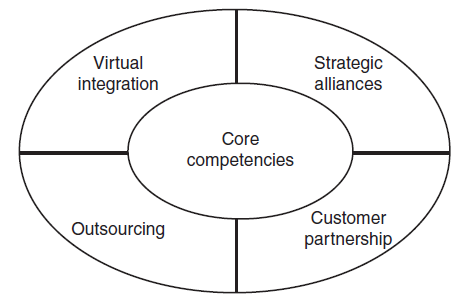 Virtual
integration
Strategic
alliances
Core
competencies
Outsourcing
Customer
partnership